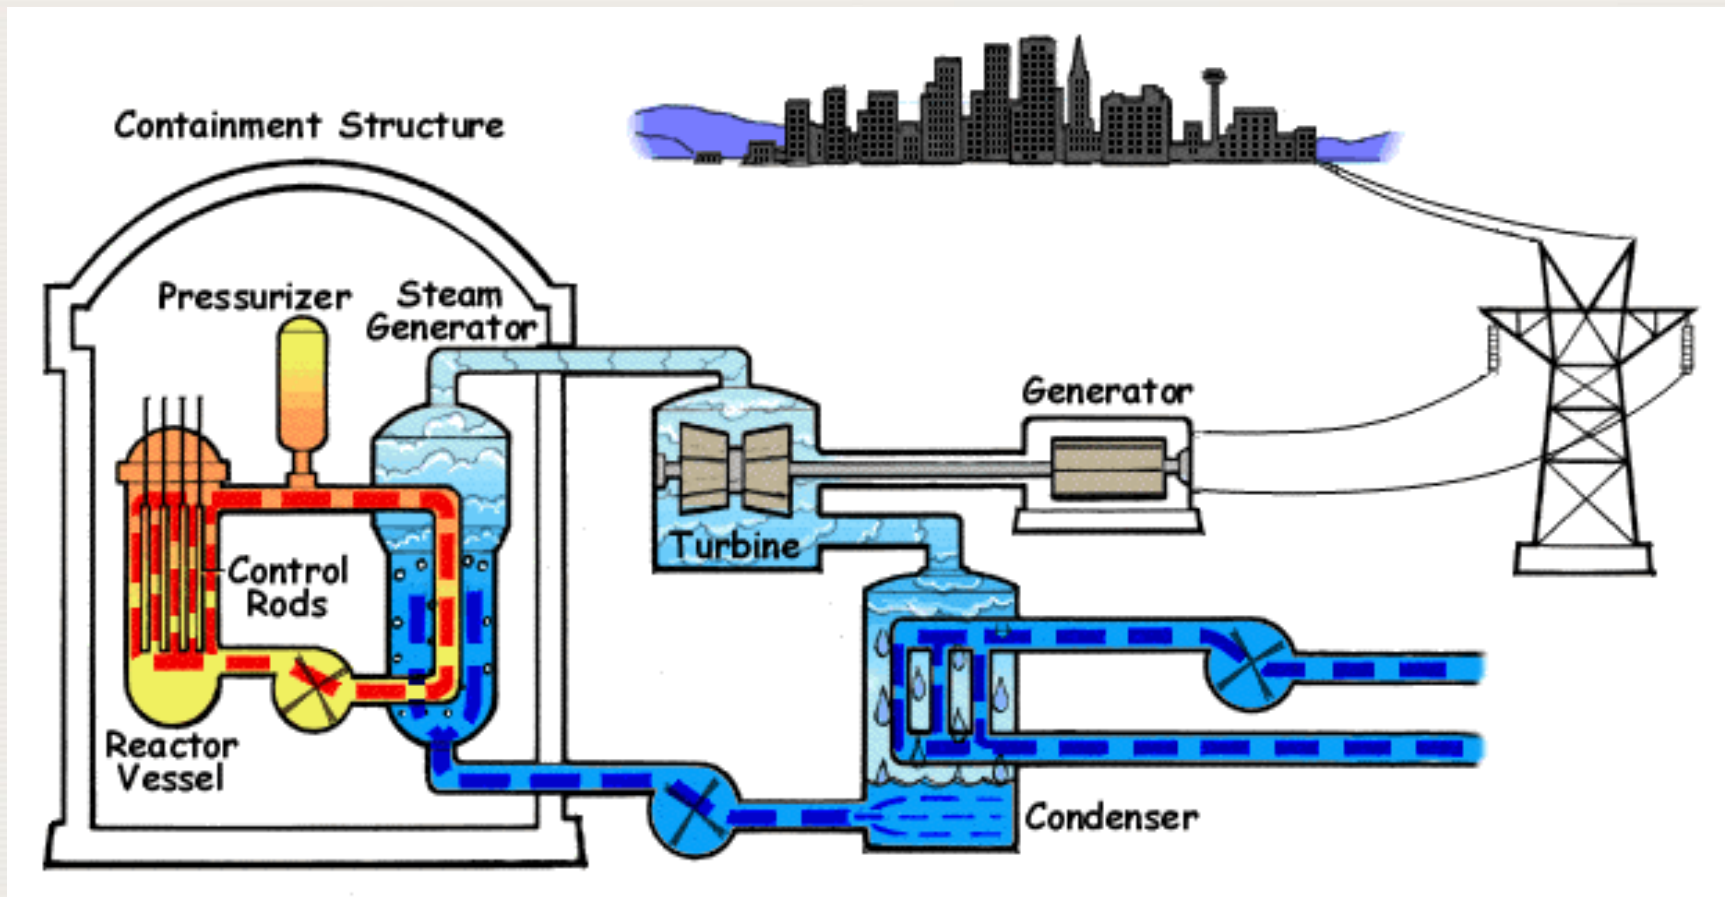 Containment Structure
Pressurizer
Steam
Generator
Control
Rods
Reactor
Vessel
Turbine
Generator
Condenser